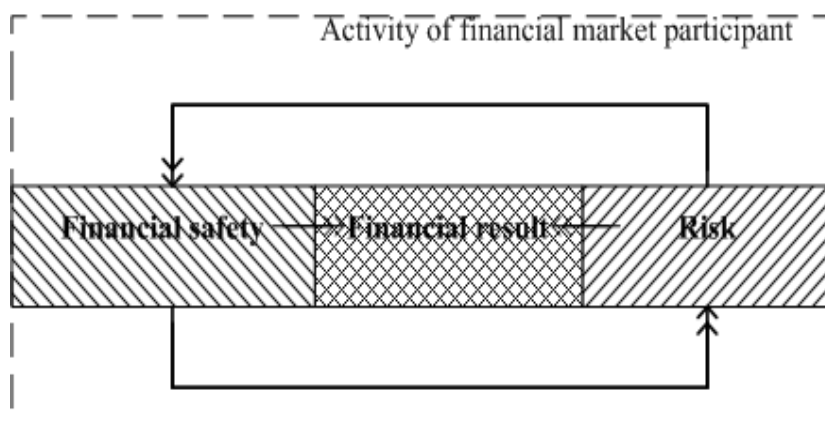 Activity of financial market participant
Financial safety
Financial result
Risk